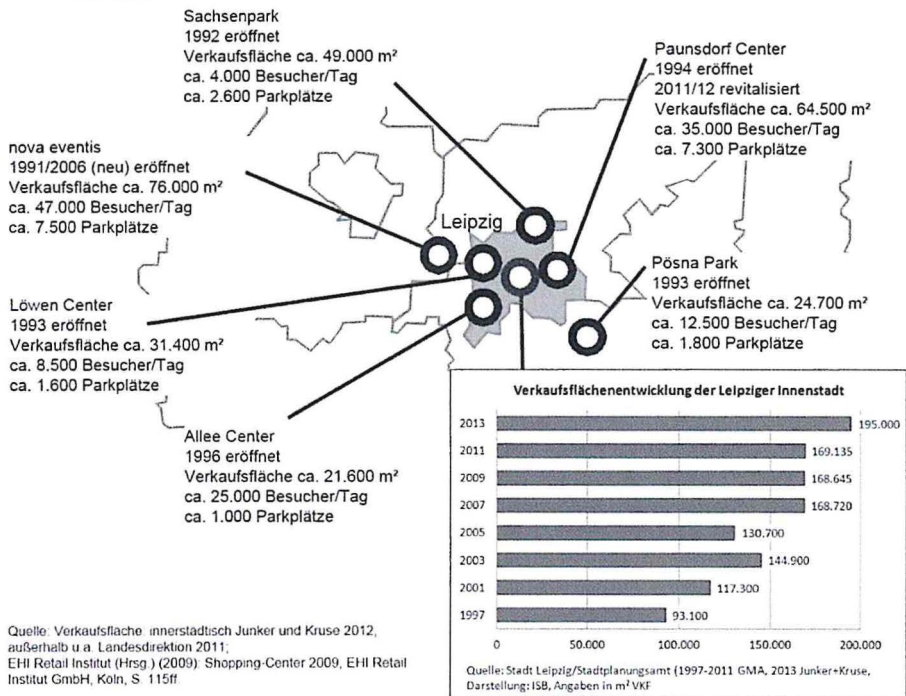 Sachsenpark
1992 eröffnet
Verkaufsfläche ca. 49.000 m²
ca. 4.000 Besucher/Tag
ca. 2.600 Parkplätze
Paunsdorf Center
1994 eröffnet
2011/12 revitalisiert
Verkaufsfläche ca. 64.500 m²
ca. 35.000 Besucher/Tag
ca. 7.300 Parkplätze
nova eventis
1991/2006 (neu) eröffnet
Verkaufsfläche ca. 76.000 m²
ca. 47.000 Besucher/Tag
ca. 7.500 Parkplätze
Leipzig
Pösna Park
1993 eröffnet
Verkaufsfläche ca. 24.700 m²
ca. 12.500 Besucher/Tag
ca. 1.800 Parkplätze
Löwen Center
1993 eröffnet
Verkaufsfläche ca. 31.400 m²
ca. 8.500 Besucher/Tag
ca. 1.600 Parkplätze
Allee Center
1996 eröffnet
Verkaufsfläche ca. 21.600 m²
ca. 25.000 Besucher/Tag
ca. 1.000 Parkplätze
Verkaufsflächenentwicklung der Leipziger Innenstadt
2013 195.000
2011 169.135
2009 168.645
2007 168.720
2005 130.700
2003 144.900
2001 117.300
1997 93.100
0 50.000 100.000 150.000 200.000
Quelle: Stadt Leipzig/Stadtplanungsamt (1997-2011 GMA, 2013 Junker+Kruse,
Darstellung: ISB, Angaben in m² VKF
Quelle: Verkaufsfläche innerstädtisch Junker und Kruse 2012,
außerhalb u.a. Landesdirektion 2011;
EHI Retail Institut (Hrsg.) (2009): Shopping-Center 2009, EHI Retail
Institut GmbH, Köln, S. 115ff.